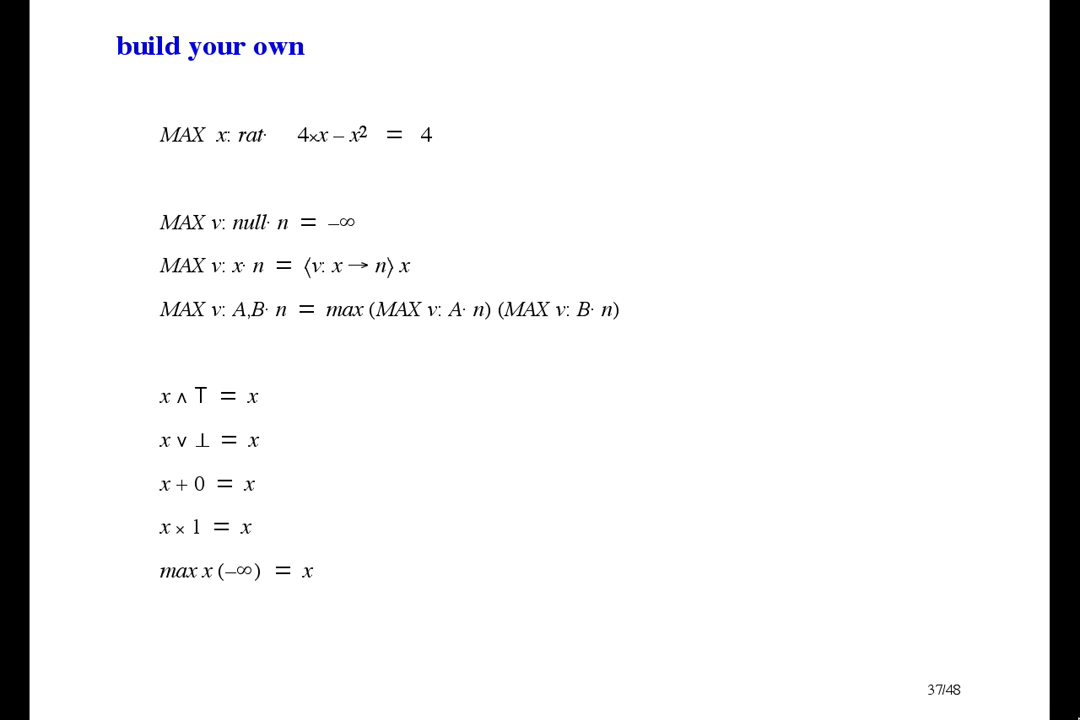 build your own
MAX x: rat· 4×x – x² = 4
MAX v: null· n = –∞
MAX v: x· n = ⟨v: x → n⟩ x
MAX v: A,B· n = max (MAX v: A· n) (MAX v: B· n)
x ∧ ⊤ = x
x ∨ ⊥ = x
x + 0 = x
x × 1 = x
max x (–∞) = x
37/48